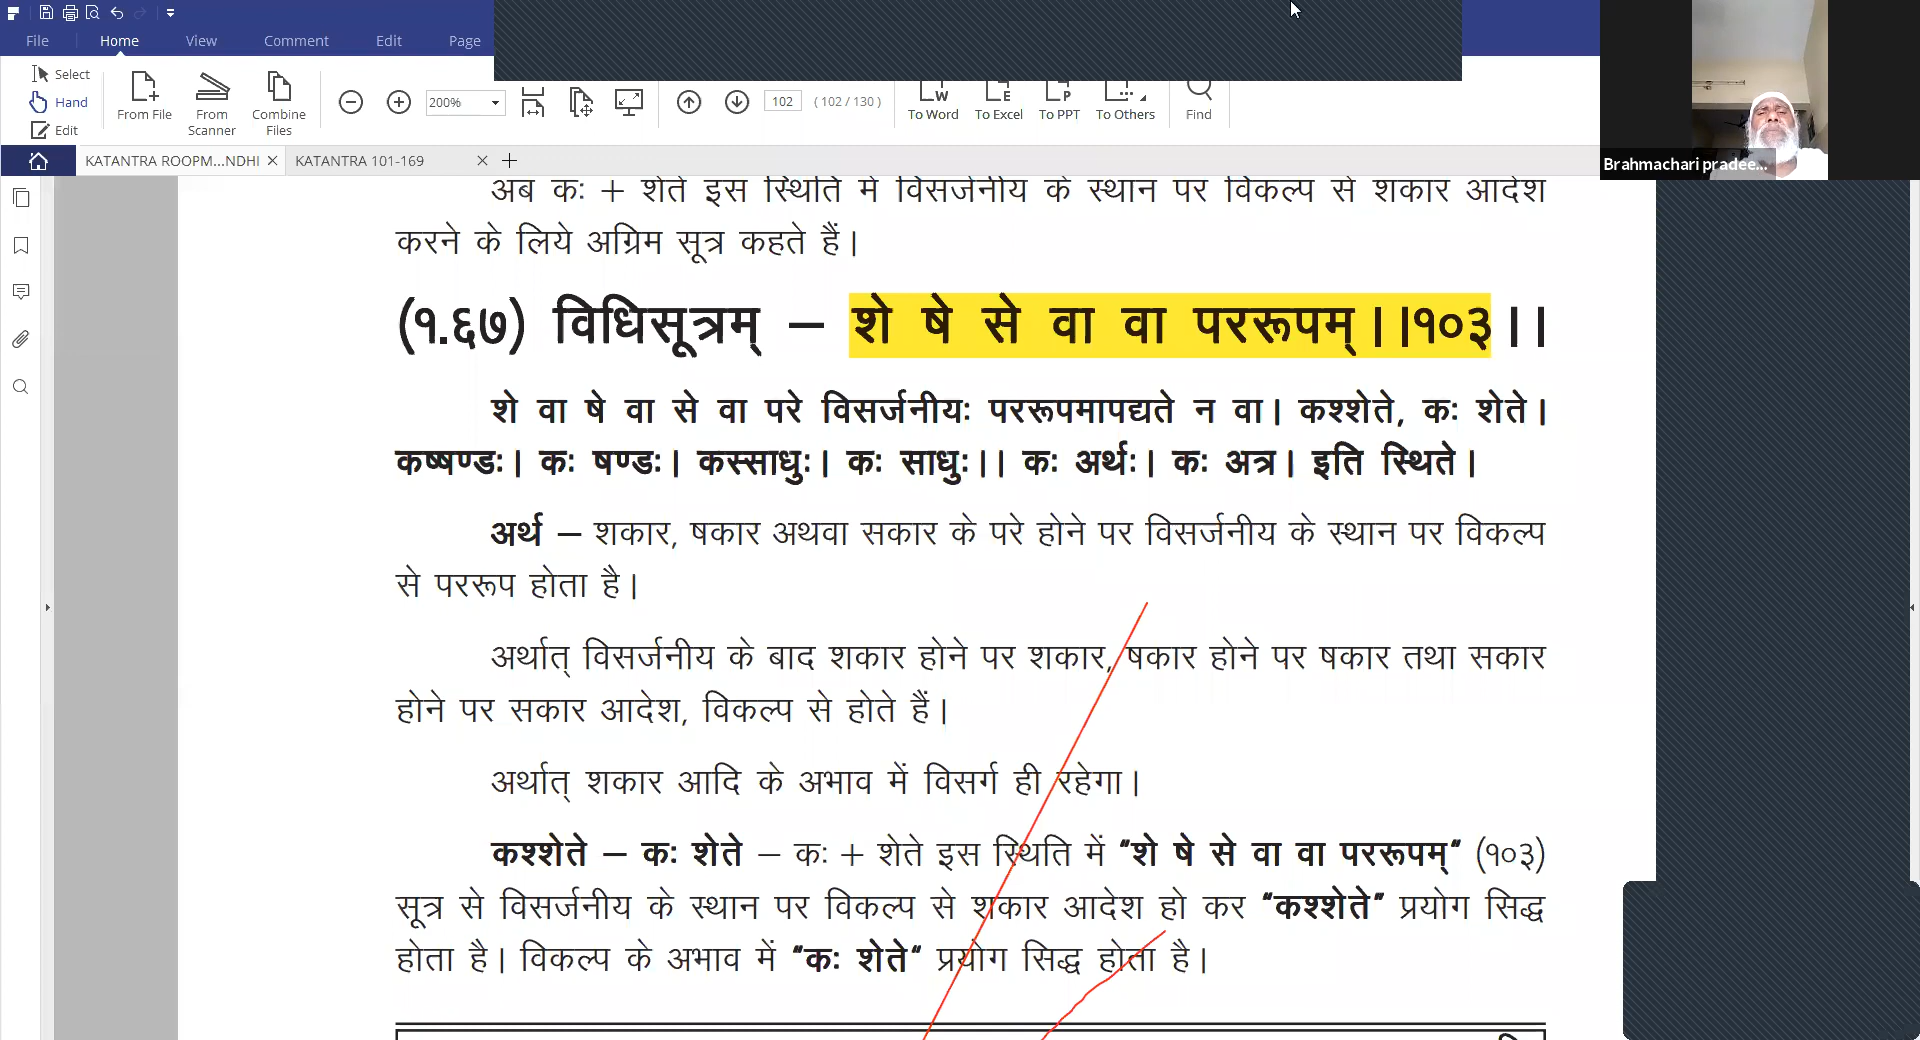 File Home View Comment Edit Page
Select
Hand
Edit
From File
From Scanner
Combine Files
200%
102 (102 / 130)
To Word To Excel To PPT To Others Find
Brahmachari pradee...
KATANTRA ROOPM...NDHI KATANTRA 101-169
अब कः + शेते इस स्थिति में विसर्जनीय के स्थान पर विकल्प से शकार आदेश
करने के लिये अग्रिम सूत्र कहते हैं।
(१.६७) विधिसूत्रम् – शे षे से वा वा पररूपम्।।१०३।।
शे वा षे वा से वा परे विसर्जनीयः पररूपमापद्यते न वा। कश्शेते, कः शेते।
कष्षण्डः। कः षण्डः। कस्साधुः। कः साधुः।। कः अर्थः। कः अत्र। इति स्थिते।
अर्थ – शकार, षकार अथवा सकार के परे होने पर विसर्जनीय के स्थान पर विकल्प
से पररूप होता है।
अर्थात् विसर्जनीय के बाद शकार होने पर शकार, षकार होने पर षकार तथा सकार
होने पर सकार आदेश, विकल्प से होते हैं।
अर्थात् शकार आदि के अभाव में विसर्ग ही रहेगा।
कश्शेते – कः शेते – कः + शेते इस स्थिति में "शे षे से वा वा पररूपम्" (१०३)
सूत्र से विसर्जनीय के स्थान पर विकल्प से शकार आदेश हो कर "कश्शेते" प्रयोग सिद्ध
होता है। विकल्प के अभाव में "कः शेते" प्रयोग सिद्ध होता है।